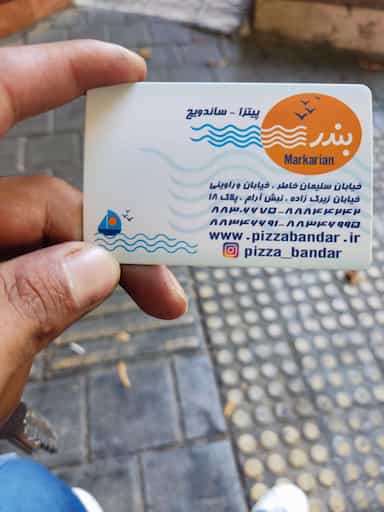 پیتزا - ساندویچ
بندر
Markarian
خیابان سلیمان خاطر ، خیابان وراوینی
خیابان زیرک زاده ، نبش آرام ، پلاک ۱۸
www.pizzabandar.ir
pizza_bandar